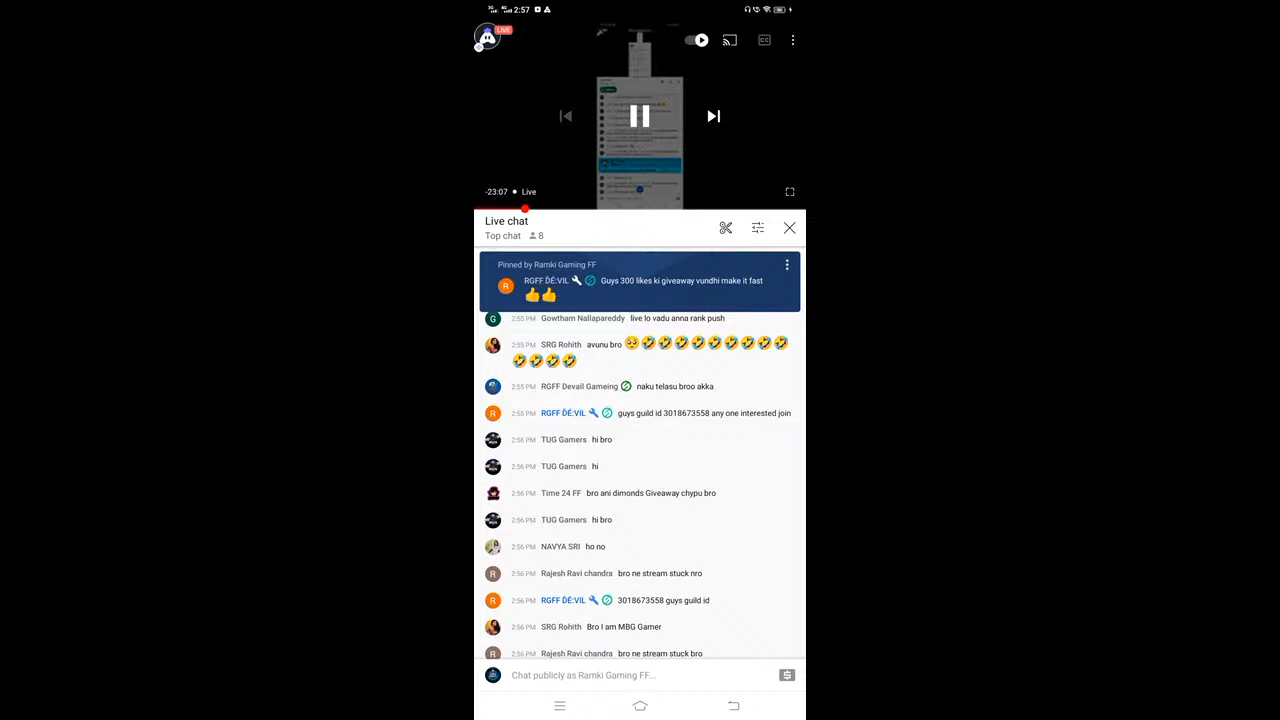 2:57
LIVE
CC
-23:07 • Live
Live chat
Top chat 8
Pinned by Ramki Gaming FF
RGFF ĎÉ:VIL Guys 300 likes ki giveaway vundhi make it fast
👍👍
2:55 PM Gowtham Nallapareddy live lo vadu anna rank push
2:55 PM SRG Rohith avunu bro 🥺🤣🤣🤣🤣🤣🤣🤣🤣🤣
🤣🤣🤣🤣
2:55 PM RGFF Devail Gameing naku telasu broo akka
2:55 PM RGFF ĎÉ:VIL guys guild id 3018673558 any one interested join
2:56 PM TUG Gamers hi bro
2:56 PM TUG Gamers hi
2:56 PM Time 24 FF bro ani dimonds Giveaway chypu bro
2:56 PM TUG Gamers hi bro
2:56 PM NAVYA SRI ho no
2:56 PM Rajesh Ravi chandra bro ne stream stuck nro
2:56 PM RGFF ĎÉ:VIL 3018673558 guys guild id
2:56 PM SRG Rohith Bro I am MBG Gamer
2:56 PM Rajesh Ravi chandra bro ne stream stuck bro
Chat publicly as Ramki Gaming FF...